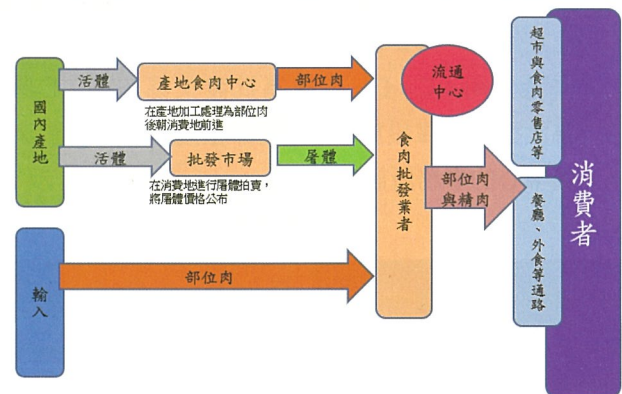 國內產地
活體
產地食肉中心
部位肉
在產地加工處理為部位肉
後朝消費地前進
活體
批發市場
屠體
在消費地進行屠體拍賣，
將屠體價格公布
輸入
部位肉
食肉批發業者
流通
中心
部位肉
與精肉
超市與食肉零售店等
餐廳、外食等通路
消費者